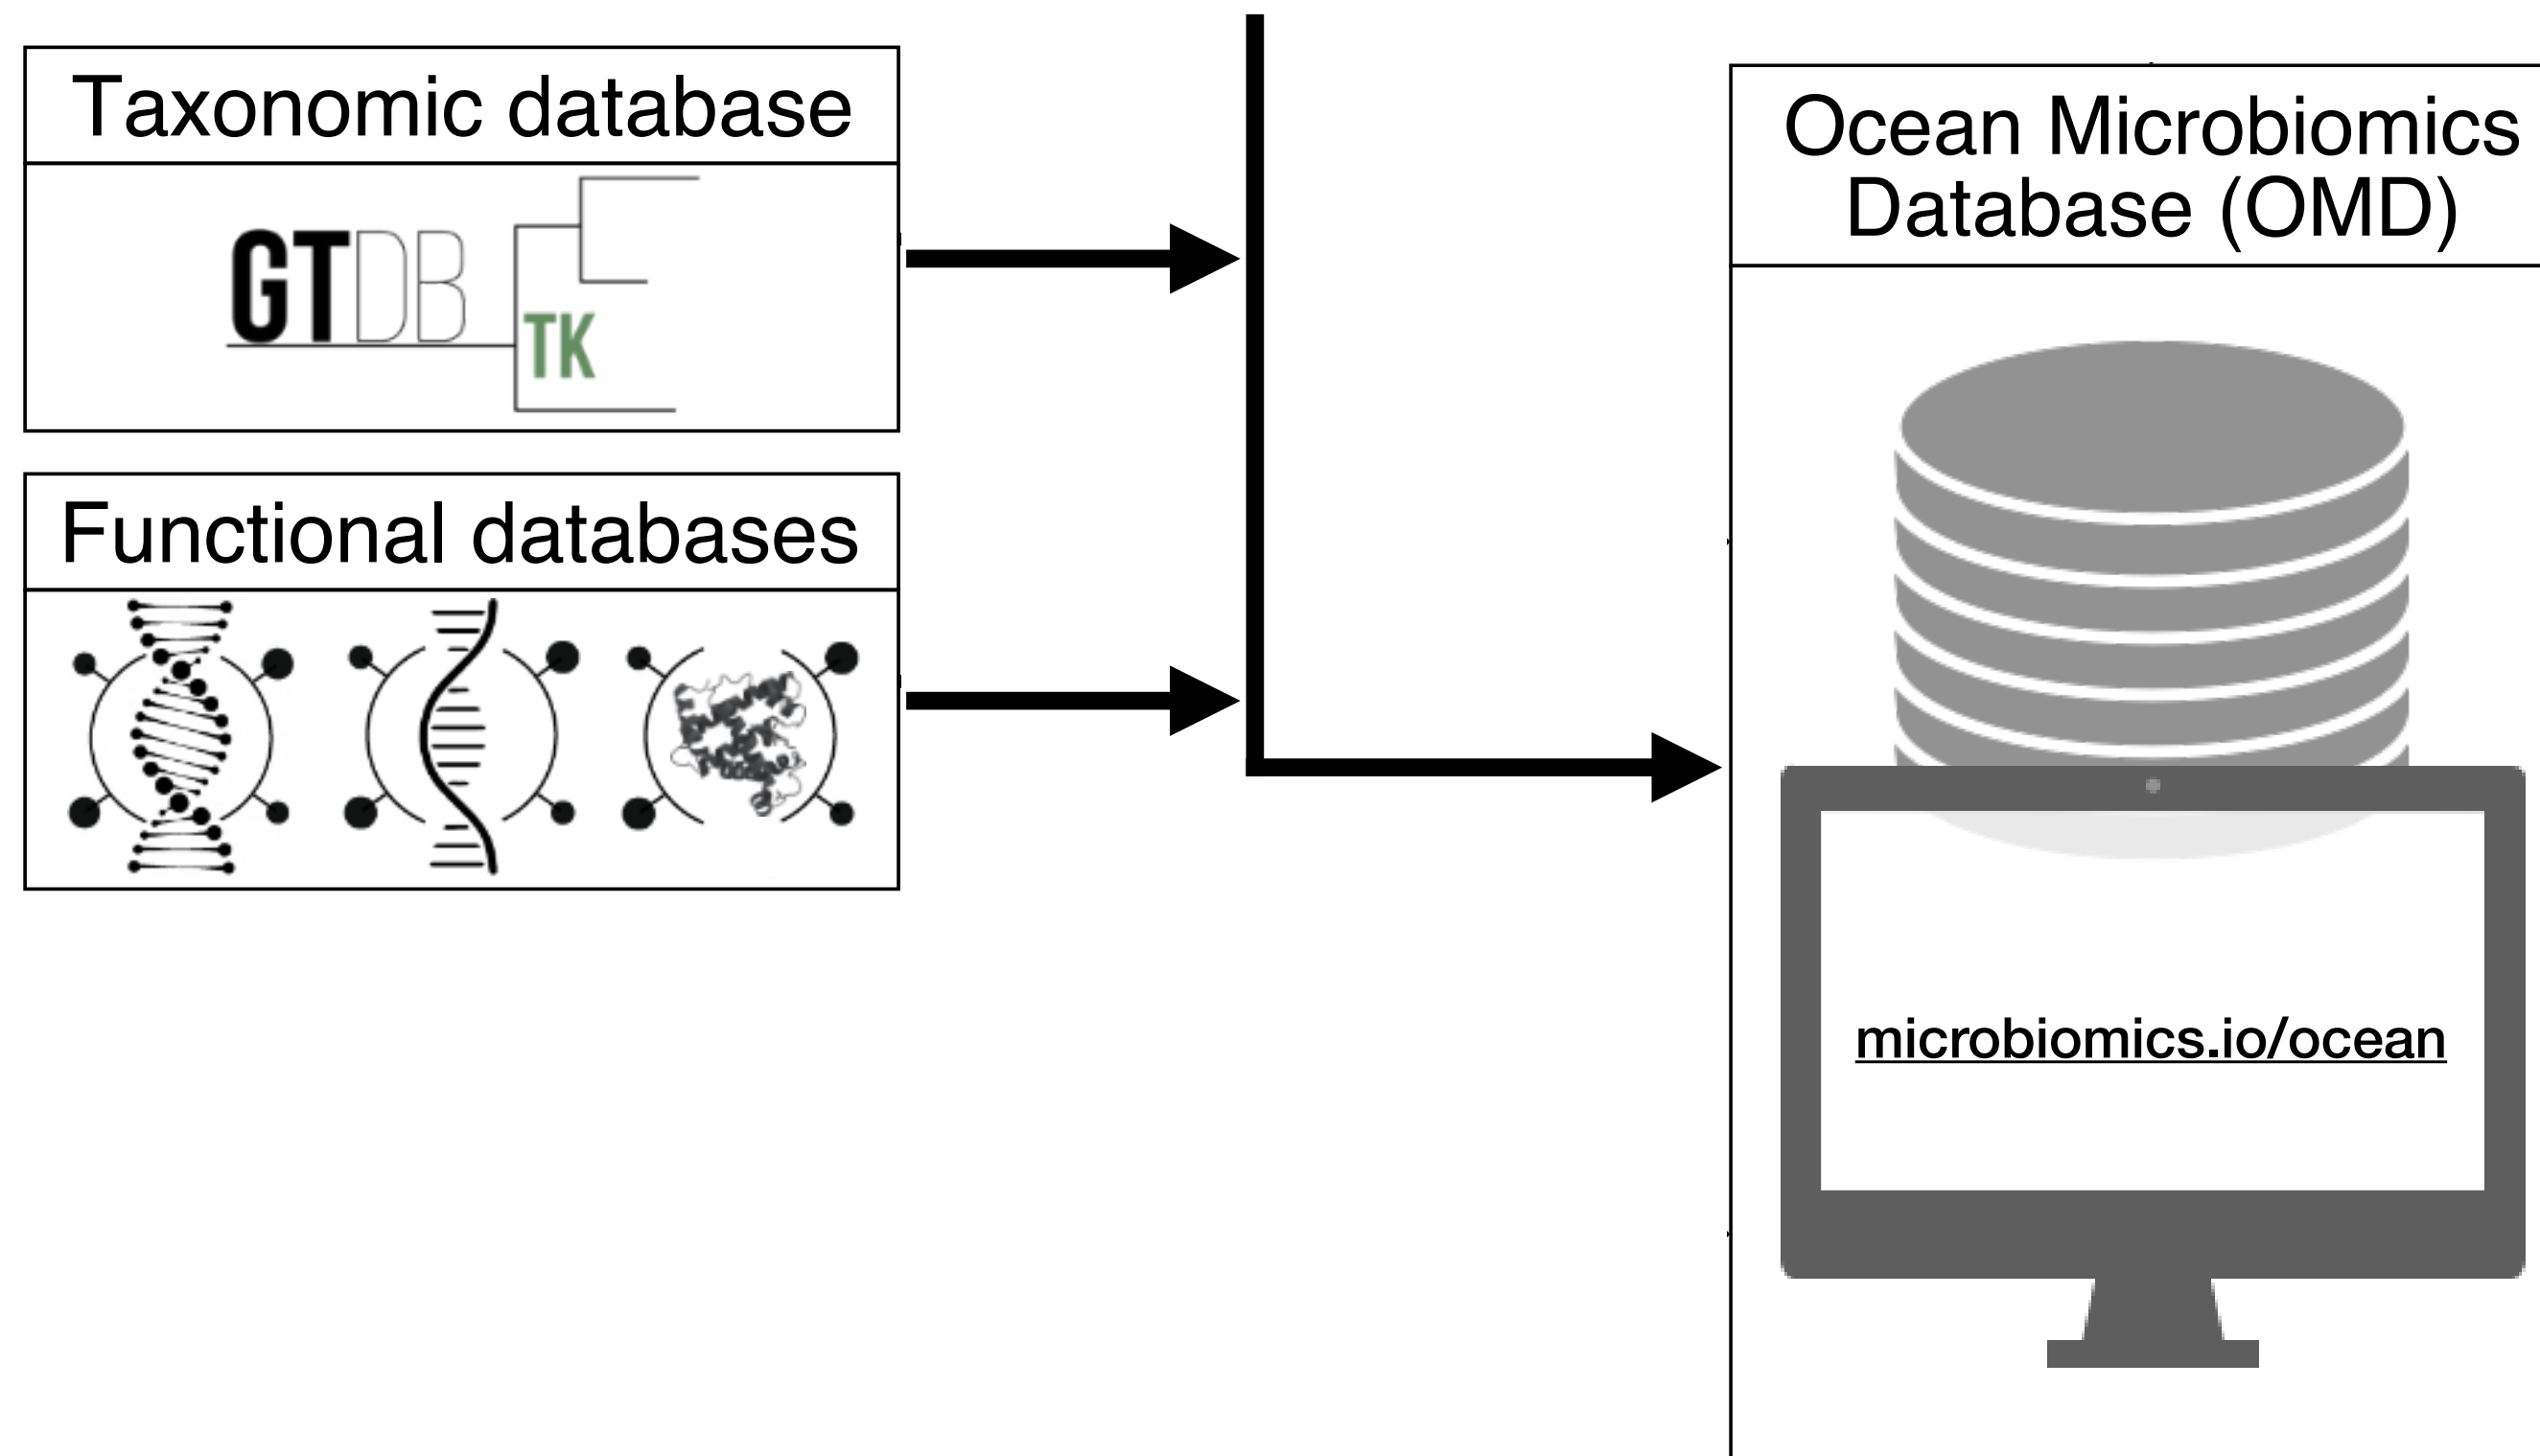 Taxonomic database
GTDB
TK
Functional databases
Ocean Microbiomics
Database (OMD)
microbiomics.io/ocean